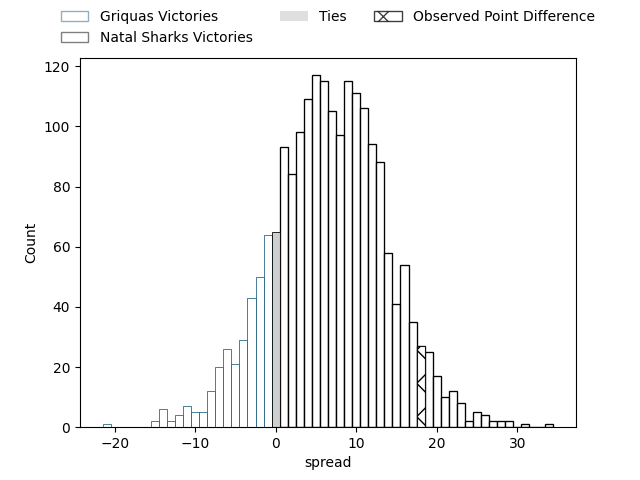 Griquas Victories
Natal Sharks Victories
Ties
Observed Point Difference
120
100
80
60
40
20
0
Count
−20 −10 0 10 20 30
spread